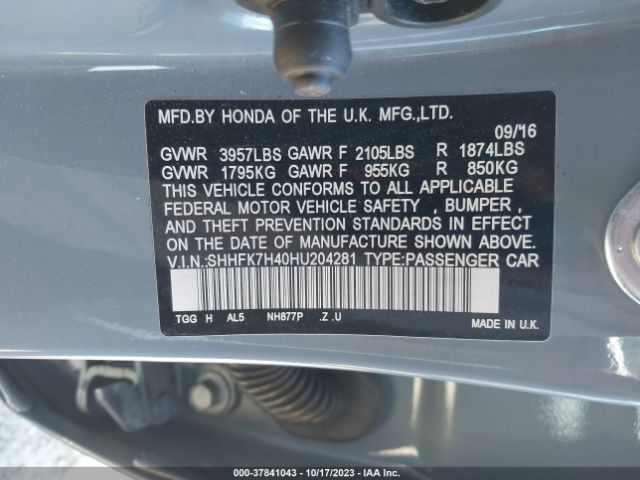 MFD.BY HONDA OF THE U.K. MFG.,LTD.
09/16
GVWR 3957LBS GAWR F 2105LBS R 1874LBS
GVWR 1795KG GAWR F 955KG R 850KG
THIS VEHICLE CONFORMS TO ALL APPLICABLE
FEDERAL MOTOR VEHICLE SAFETY , BUMPER ,
AND THEFT PREVENTION STANDARDS IN EFFECT
ON THE DATE OF MANUFACTURE SHOWN ABOVE.
V.I.N.:SHHFK7H40HU204281 TYPE:PASSENGER CAR
TGG H AL5 NH877P .Z .U
MADE IN U.K.
000-37841043 | 10/17/2023 | IAA Inc.